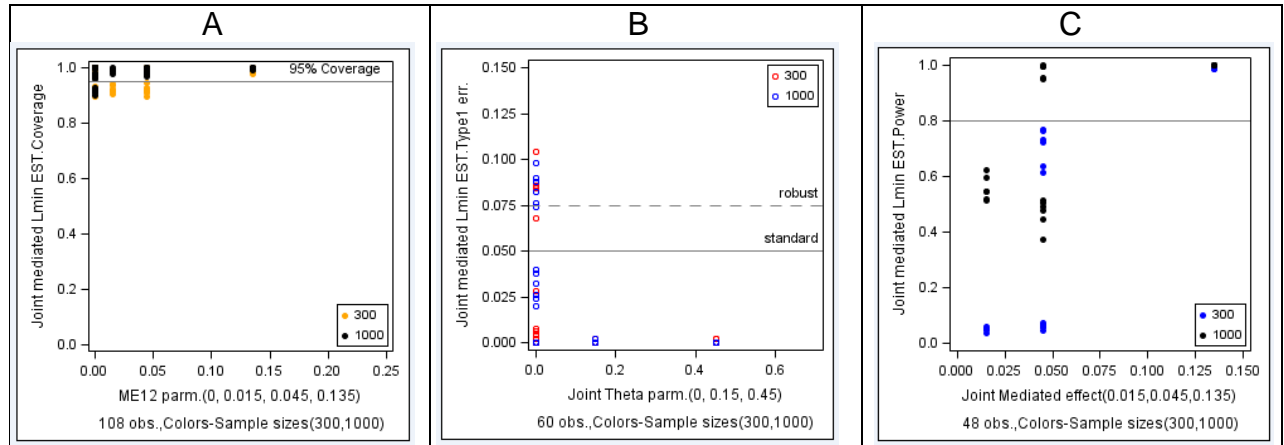 A
Joint mediated Lmin EST.Coverage
1.0
0.8
0.6
0.4
0.2
0.0
95% Coverage
300
1000
0.00 0.05 0.10 0.15 0.20 0.25
ME12 parm.(0, 0.015, 0.045, 0.135)
108 obs.,Colors-Sample sizes(300,1000)
B
Joint mediated Lmin EST.Type1 err.
0.150
0.125
0.100
0.075
0.050
0.025
0.000
300
1000
robust
standard
0.0 0.2 0.4 0.6
Joint Theta parm.(0, 0.15, 0.45)
60 obs.,Colors-Sample sizes(300,1000)
C
Joint mediated Lmin EST.Power
1.0
0.8
0.6
0.4
0.2
0.0
300
1000
0.000 0.025 0.050 0.075 0.100 0.125 0.150
Joint Mediated effect(0.015,0.045,0.135)
48 obs.,Colors-Sample sizes(300,1000)